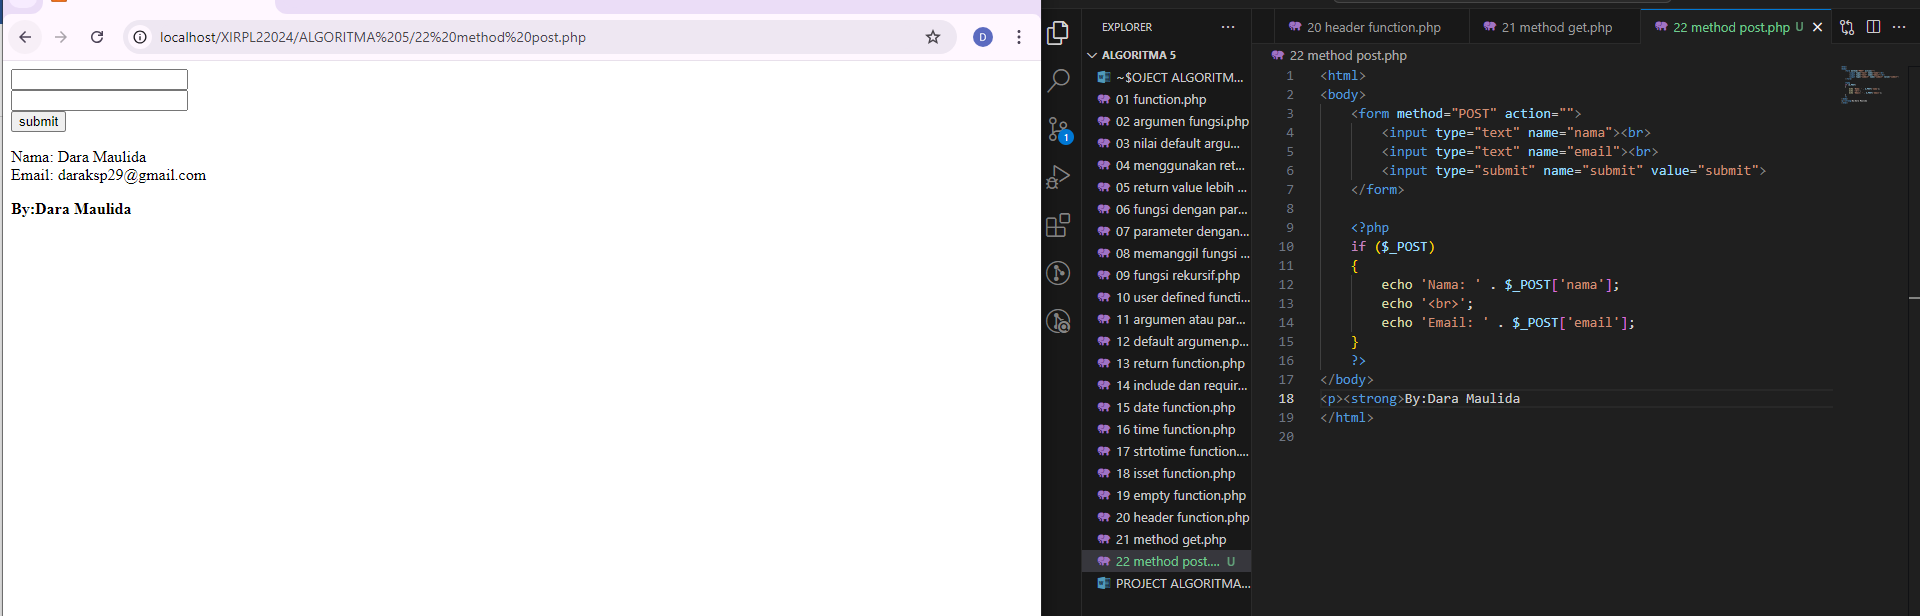 localhost/XIRPL22024/ALGORITMA%205/22%20method%20post.php
D
submit
Nama: Dara Maulida
Email: daraksp29@gmail.com
By:Dara Maulida
1
EXPLORER
ALGORITMA 5
~$OJECT ALGORITM...
01 function.php
02 argumen fungsi.php
03 nilai default argu...
04 menggunakan ret...
05 return value lebih ...
06 fungsi dengan par...
07 parameter dengan...
08 memanggil fungsi ...
09 fungsi rekursif.php
10 user defined functi...
11 argumen atau par...
12 default argumen.p...
13 return function.php
14 include dan requir...
15 date function.php
16 time function.php
17 strtotime function....
18 isset function.php
19 empty function.php
20 header function.php
21 method get.php
22 method post.... U
PROJECT ALGORITMA...
20 header function.php 21 method get.php 22 method post.php U
22 method post.php
1 <html>
2 <body>
3 <form method="POST" action="">
4 <input type="text" name="nama"><br>
5 <input type="text" name="email"><br>
6 <input type="submit" name="submit" value="submit">
7 </form>
8
9 <?php
10 if ($_POST)
11 {
12 echo 'Nama: ' . $_POST['nama'];
13 echo '<br>';
14 echo 'Email: ' . $_POST['email'];
15 }
16 ?>
17 </body>
18 <p><strong>By:Dara Maulida
19 </html>
20